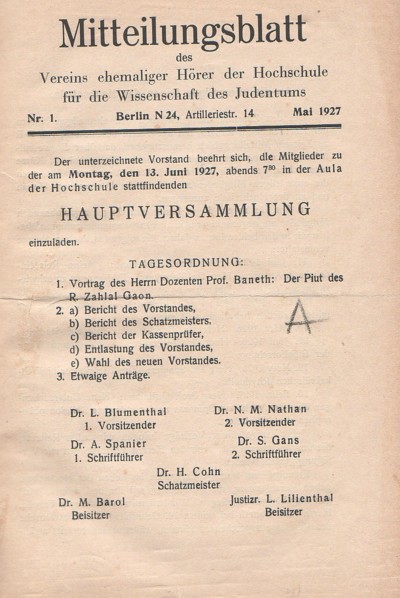 Mitteilungsblatt
des
Vereins ehemaliger Hörer der Hochschule
für die Wissenschaft des Judentums
Nr. 1. Berlin N 24, Artilleriestr. 14 Mai 1927
Der unterzeichnete Vorstand beehrt sich, die Mitglieder zu
der am Montag, den 13. Juni 1927, abends 7³⁰ in der Aula
der Hochschule stattfindenden
HAUPTVERSAMMLUNG
einzuladen.
TAGESORDNUNG:
1. Vortrag des Herrn Dozenten Prof. Baneth: Der Piut des
R. Zahlal Gaon.
2. a) Bericht des Vorstandes,
b) Bericht des Schatzmeisters.
c) Bericht der Kassenprüfer,
d) Entlastung des Vorstandes,
e) Wahl des neuen Vorstandes.
3. Etwaige Anträge.
A
Dr. L. Blumenthal Dr. N. M. Nathan
1. Vorsitzender 2. Vorsitzender
Dr. A. Spanier Dr. S. Gans
1. Schriftführer 2. Schriftführer
Dr. H. Cohn
Schatzmeister
Dr. M. Barol Justizr. L. Lilienthal
Beisitzer Beisitzer